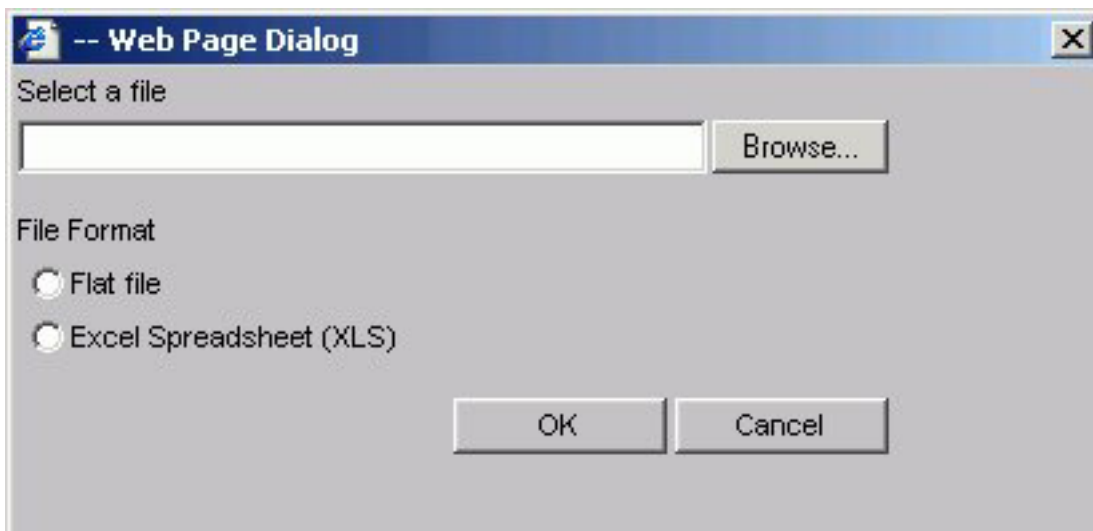 -- Web Page Dialog
Select a file
Browse...
File Format
Flat file
Excel Spreadsheet (XLS)
OK Cancel